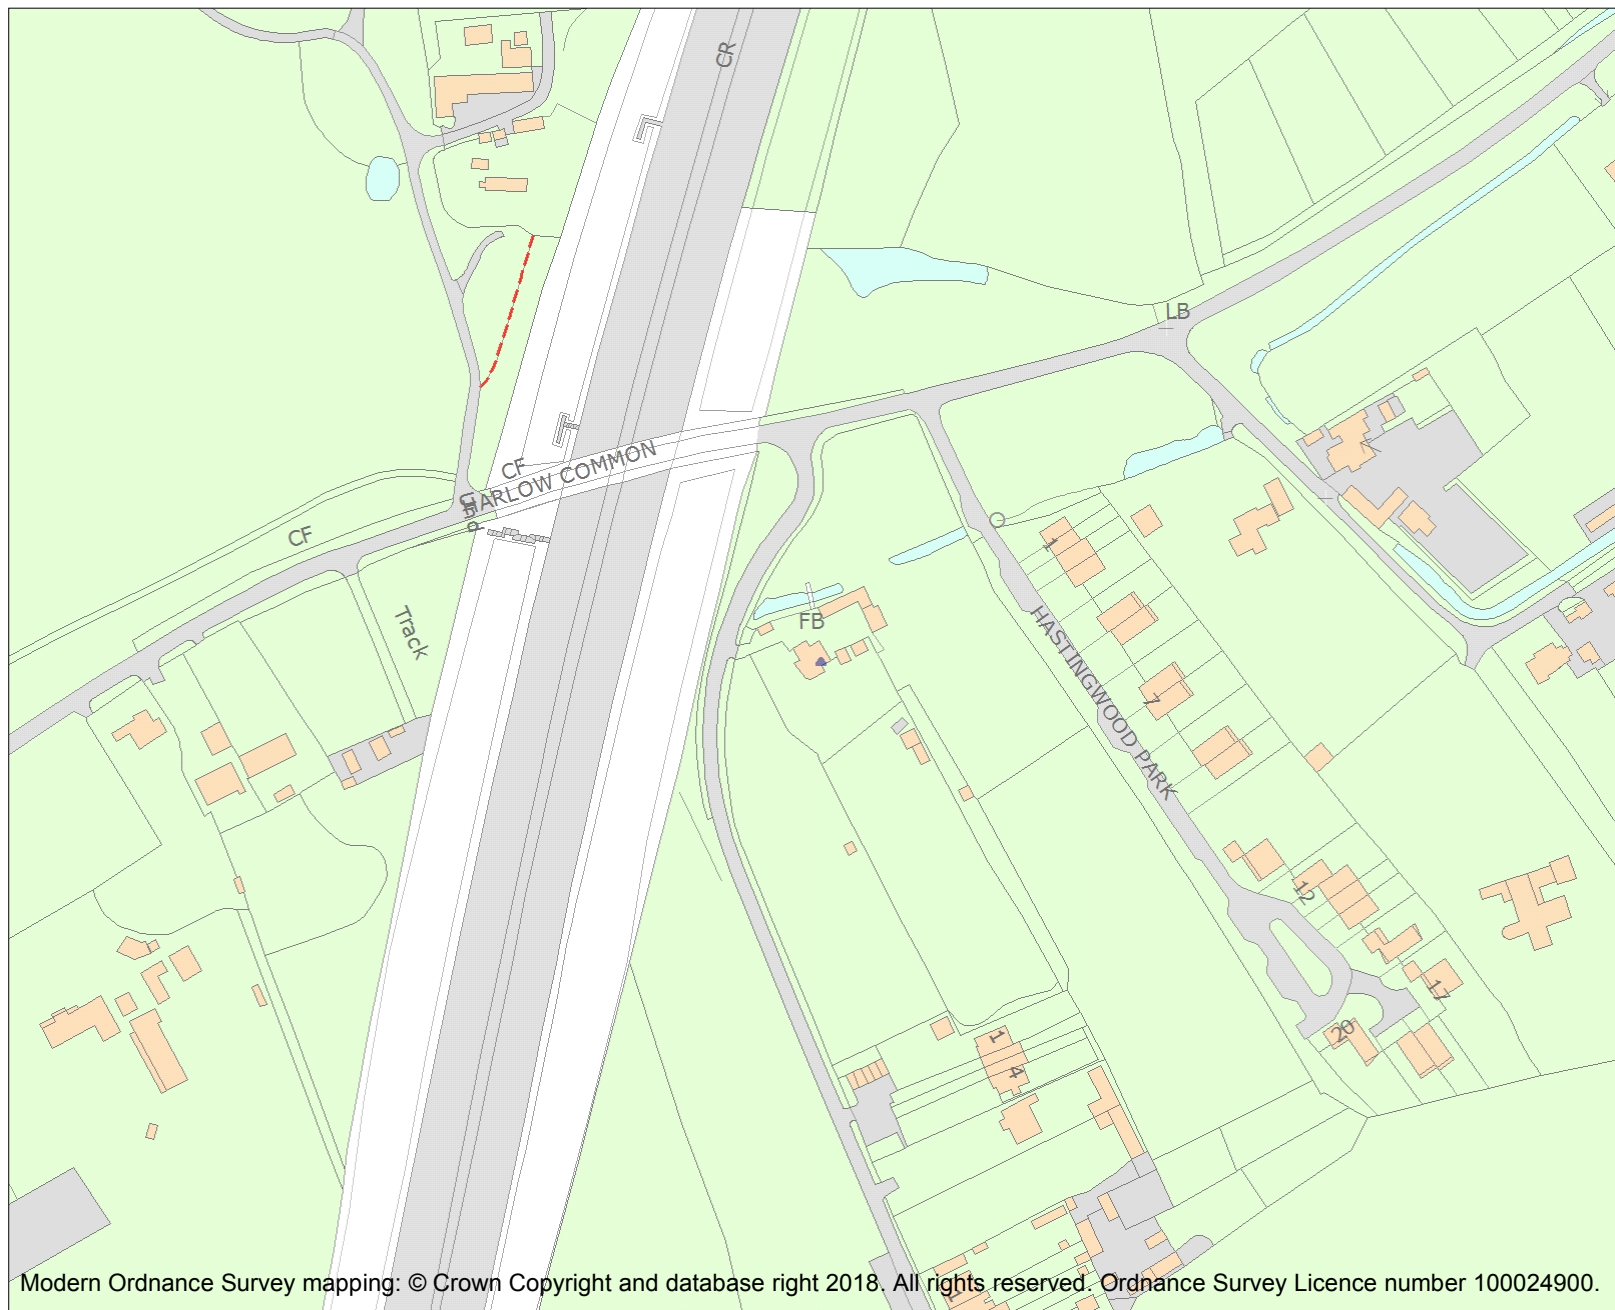 CR
LB
CF
HARLOW COMMON
CF
Track
FB
1
HASTINGWOOD PARK
7
12
17
20
1
4
Modern Ordnance Survey mapping: © Crown Copyright and database right 2018. All rights reserved. Ordnance Survey Licence number 100024900.